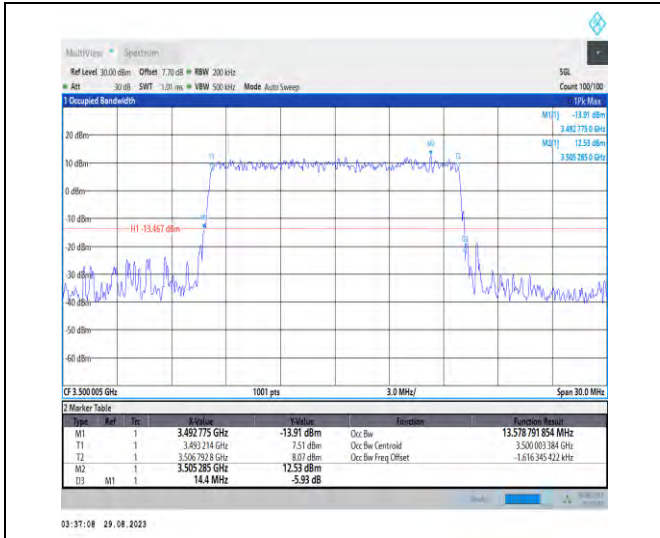 MultiView Spectrum
Ref Level 30.00 dBm Offset 7.70 dB RBW 200 kHz SGL
Att 30 dB SWT 1.01 ms VBW 500 kHz Mode Auto Sweep Count 100/100
1 Occupied Bandwidth 1Pk Max
M1[1] -13.91 dBm
3.492 775 0 GHz
M2[1] 12.53 dBm
3.505 285 0 GHz
20 dBm
M2
T1 T2
10 dBm
0 dBm
-10 dBm
H1 -13.467 dBm
-30 dBm
-40 dBm
-50 dBm
-60 dBm
CF 3.500 005 GHz 1001 pts 3.0 MHz/ Span 30.0 MHz
2 Marker Table
Type Ref Trc X-Value Y-Value Function Function Result
M1 1 3.492 775 GHz -13.91 dBm Occ Bw 13.578 791 854 MHz
T1 1 3.493 214 GHz 7.51 dBm Occ Bw Centroid 3.500 003 384 GHz
T2 1 3.506 792 8 GHz 8.07 dBm Occ Bw Freq Offset -1.616 345 422 kHz
M2 1 3.505 285 GHz 12.53 dBm
D3 M1 1 14.4 MHz -5.93 dB
03:37:08 29.08.2023